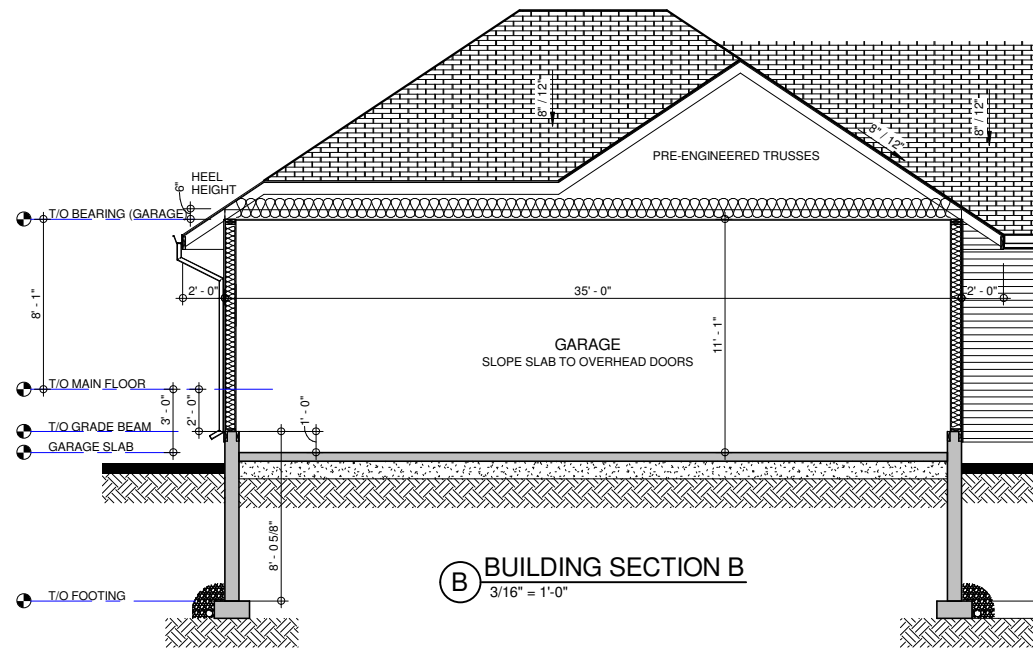 8" / 12"
8" / 12"
8" / 12"
PRE-ENGINEERED TRUSSES
HEEL
HEIGHT
6"
T/O BEARING (GARAGE)
2' - 0"
35' - 0"
2' - 0"
8' - 1"
11' - 1"
GARAGE
SLOPE SLAB TO OVERHEAD DOORS
T/O MAIN FLOOR
3' - 0"
2' - 0"
1' - 0"
T/O GRADE BEAM
GARAGE SLAB
8' - 0 5/8"
B
BUILDING SECTION B
3/16" = 1'-0"
T/O FOOTING